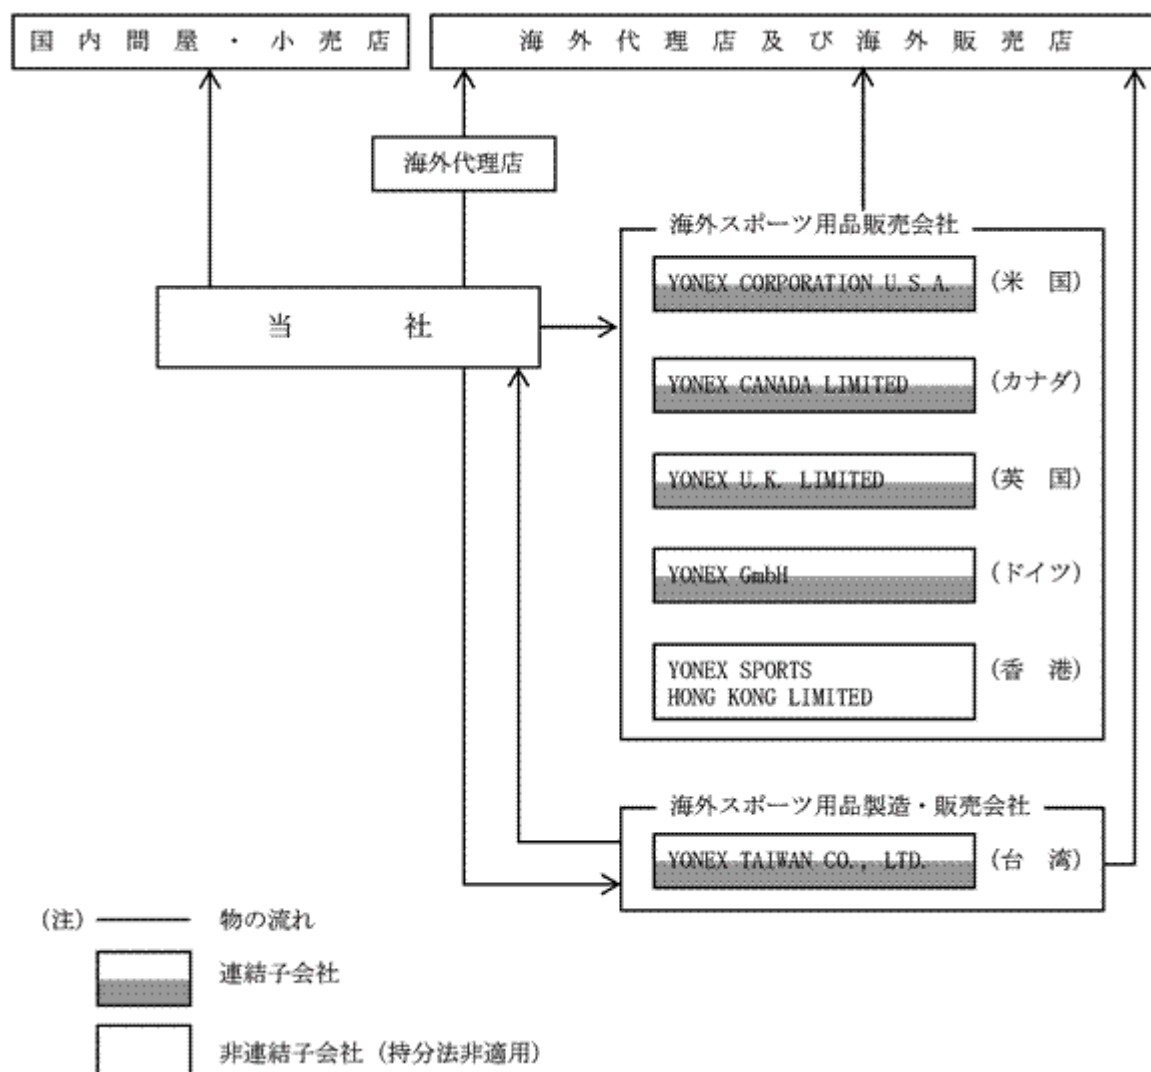 国内問屋・小売店
海外代理店及び海外販売店
海外代理店
海外スポーツ用品販売会社
YONEX CORPORATION U.S.A. (米 国)
当 社
YONEX CANADA LIMITED (カナダ)
YONEX U.K. LIMITED (英 国)
YONEX GmbH (ドイツ)
YONEX SPORTS (香 港)
HONG KONG LIMITED
海外スポーツ用品製造・販売会社
YONEX TAIWAN CO., LTD. (台 湾)
(注) 物の流れ
連結子会社
非連結子会社 (持分法非適用)